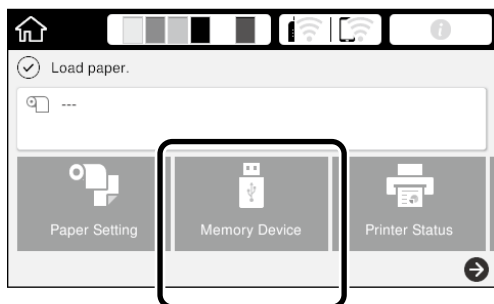 Load paper.
---
Paper Setting
Memory Device
Printer Status